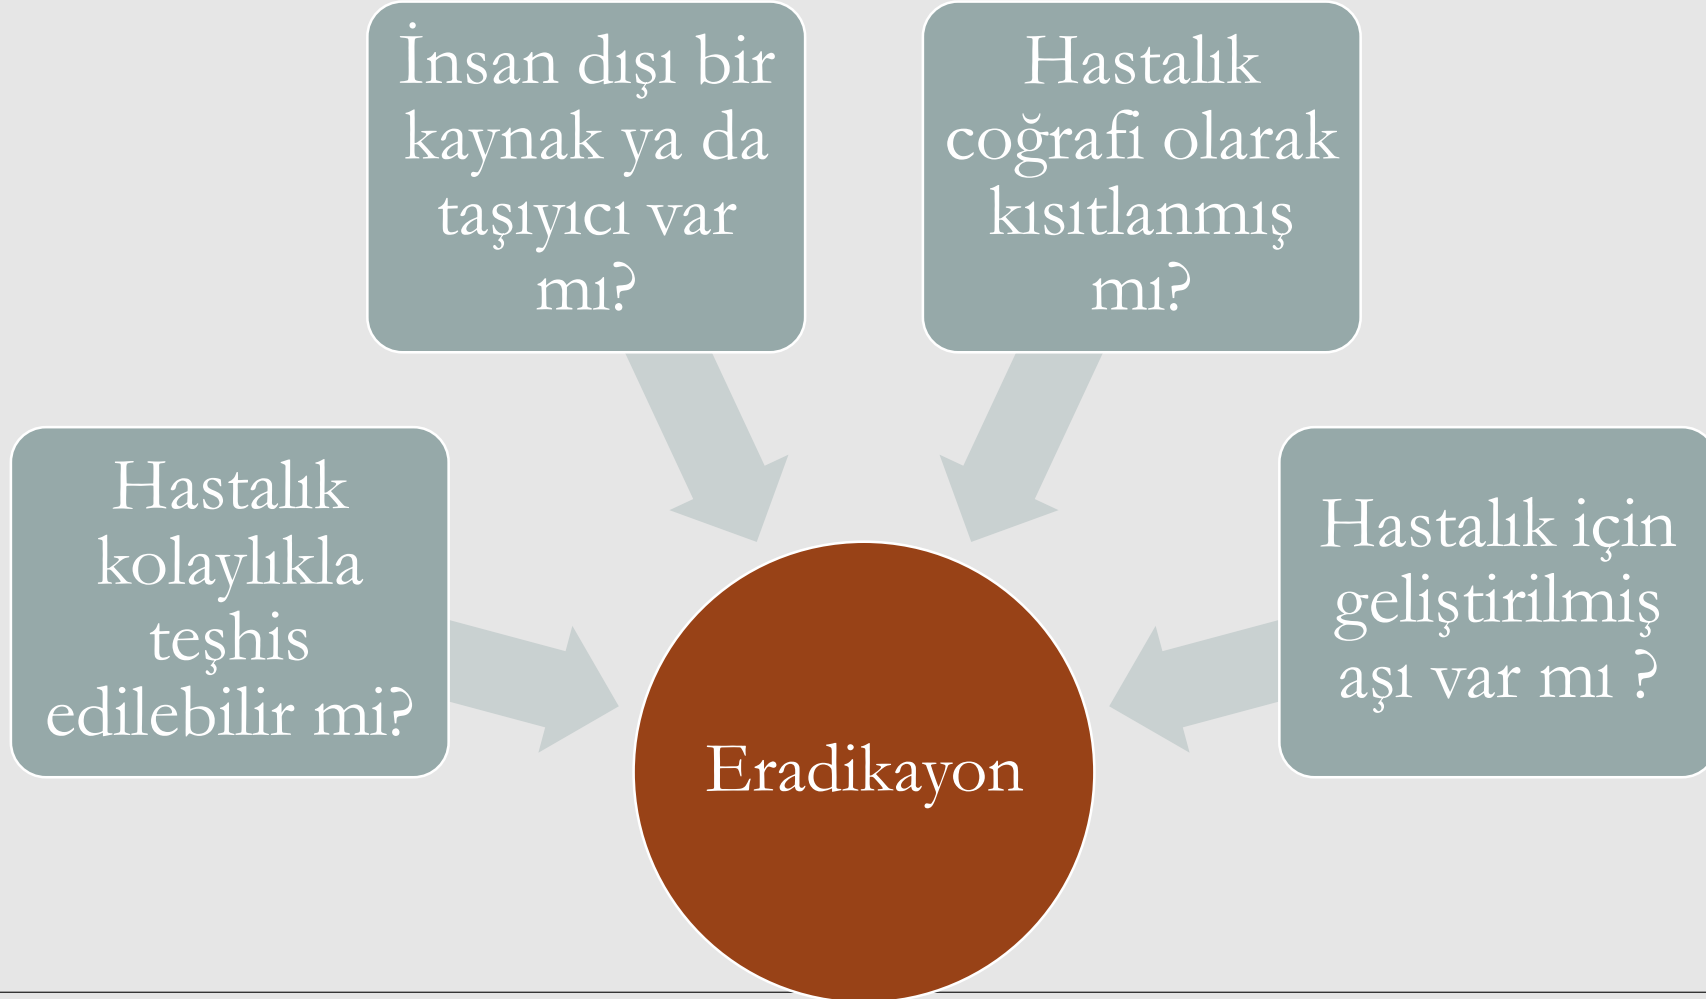 İnsan dışı bir
kaynak ya da
taşıyıcı var
mı?
Hastalık
coğrafi olarak
kısıtlanmış
mı?
Hastalık
kolaylıkla
teşhis
edilebilir mi?
Hastalık için
geliştirilmiş
aşı var mı ?
Eradikayon